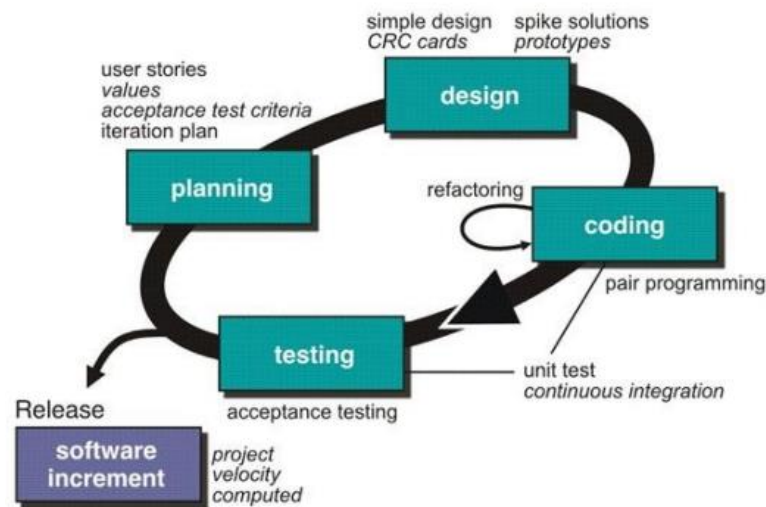 simple design
CRC cards
spike solutions
prototypes
user stories
values
acceptance test criteria
iteration plan
design
planning
refactoring
coding
pair programming
testing
unit test
continuous integration
acceptance testing
Release
software
increment
project
velocity
computed